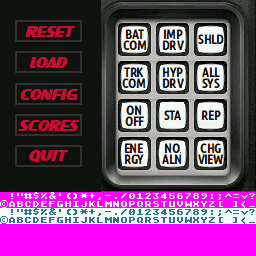 RESET
LOAD
CONFIG
SCORES
QUIT
BAT COM
IMP DRV
SHLD
TRK COM
HYP DRV
ALL SYS
ON OFF
STA
REP
ENE RGY
NO. ALN
CHG VIEW
!"#$%&'()*+,-./0123456789:;^=v?
©ABCDEFGHIJKLMNOPQRSTUVWXYZ[ ]<_
!"#$%&'()*+,-./0123456789:;^=v?
©ABCDEFGHIJKLMNOPQRSTUVWXYZ[ ]<_